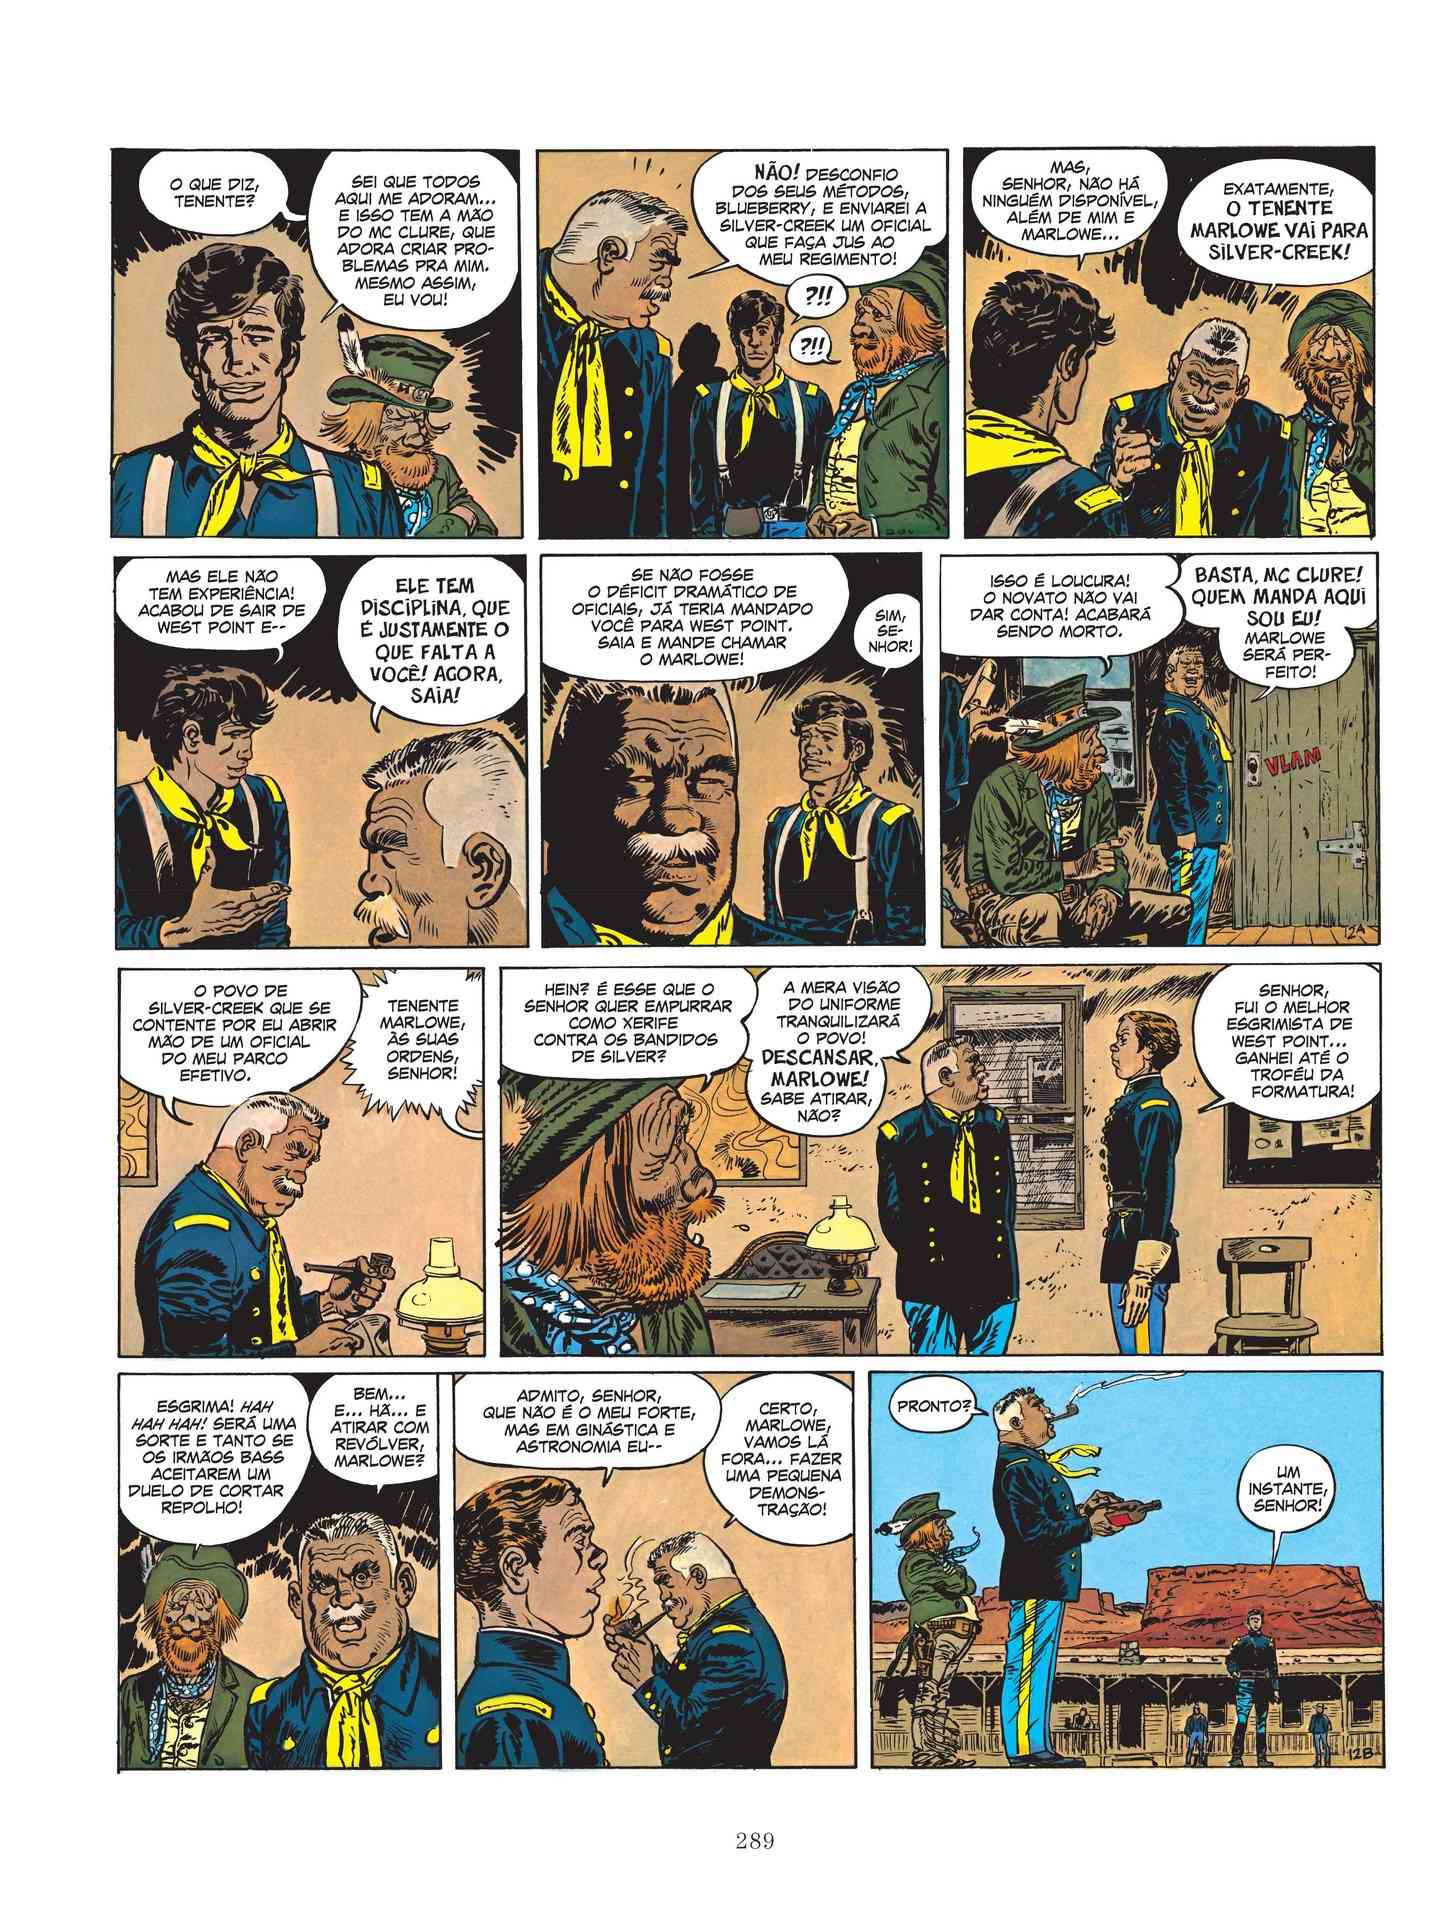 O QUE DIZ,
TENENTE?
SEI QUE TODOS
AQUI ME ADORAM...
E ISSO TEM A MÃO
DO MC CLURE, QUE
ADORA CRIAR PRO-
BLEMAS PRA MIM.
MESMO ASSIM,
EU VOU!
NÃO! DESCONFIO
DOS SEUS MÉTODOS,
BLUEBERRY, E ENVIAREI A
SILVER-CREEK UM OFICIAL
QUE FAÇA JUS AO
MEU REGIMENTO!
?!!
?!!
MAS,
SENHOR, NÃO HÁ
NINGUÉM DISPONÍVEL,
ALÉM DE MIM E
MARLOWE...
EXATAMENTE,
O TENENTE
MARLOWE VAI PARA
SILVER-CREEK!
MAS ELE NÃO
TEM EXPERIÊNCIA!
ACABOU DE SAIR DE
WEST POINT E--
ELE TEM
DISCIPLINA, QUE
É JUSTAMENTE O
QUE FALTA A
VOCÊ! AGORA,
SAIA!
SE NÃO FOSSE
O DÉFICIT DRAMÁTICO DE
OFICIAIS, JÁ TERIA MANDADO
VOCÊ PARA WEST POINT.
SAIA E MANDE CHAMAR
O MARLOWE!
SIM,
SE-
NHOR!
ISSO É LOUCURA!
O NOVATO NÃO VAI
DAR CONTA! ACABARÁ
SENDO MORTO.
BASTA, MC CLURE!
QUEM MANDA AQUI
SOU EU!
MARLOWE
SERÁ PER-
FEITO!
VLAM
12A
O POVO DE
SILVER-CREEK QUE SE
CONTENTE POR EU ABRIR
MÃO DE UM OFICIAL
DO MEU PARCO
EFETIVO.
TENENTE
MARLOWE,
ÀS SUAS
ORDENS,
SENHOR!
HEIN? É ESSE QUE O
SENHOR QUER EMPURRAR
COMO XERIFE
CONTRA OS BANDIDOS
DE SILVER?
A MERA VISÃO
DO UNIFORME
TRANQUILIZARÁ
O POVO!
DESCANSAR,
MARLOWE!
SABE ATIRAR,
NÃO?
SENHOR,
FUI O MELHOR
ESGRIMISTA DE
WEST POINT...
GANHEI ATÉ O
TROFÉU DA
FORMATURA!
ESGRIMA! HAH
HAH HAH! SERÁ UMA
SORTE E TANTO SE
OS IRMÃOS BASS
ACEITAREM UM
DUELO DE CORTAR
REPOLHO!
BEM...
E... HÃ... E
ATIRAR COM
REVÓLVER,
MARLOWE?
ADMITO, SENHOR,
QUE NÃO É O MEU FORTE,
MAS EM GINÁSTICA E
ASTRONOMIA EU--
CERTO,
MARLOWE,
VAMOS LÁ
FORA... FAZER
UMA PEQUENA
DEMONS-
TRAÇÃO!
PRONTO?
UM
INSTANTE,
SENHOR!
12B
289